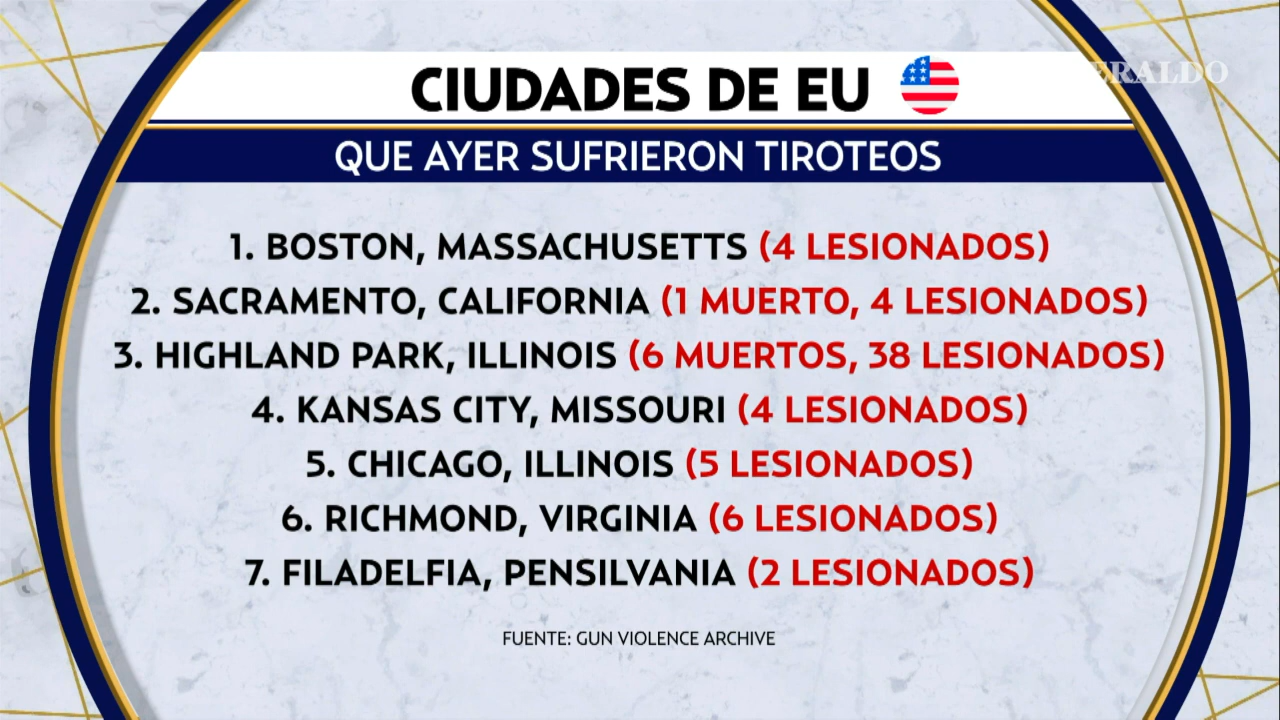 CIUDADES DE EU
QUE AYER SUFRIERON TIROTEOS
1. BOSTON, MASSACHUSETTS (4 LESIONADOS)
2. SACRAMENTO, CALIFORNIA (1 MUERTO, 4 LESIONADOS)
3. HIGHLAND PARK, ILLINOIS (6 MUERTOS, 38 LESIONADOS)
4. KANSAS CITY, MISSOURI (4 LESIONADOS)
5. CHICAGO, ILLINOIS (5 LESIONADOS)
6. RICHMOND, VIRGINIA (6 LESIONADOS)
7. FILADELFIA, PENSILVANIA (2 LESIONADOS)
FUENTE: GUN VIOLENCE ARCHIVE